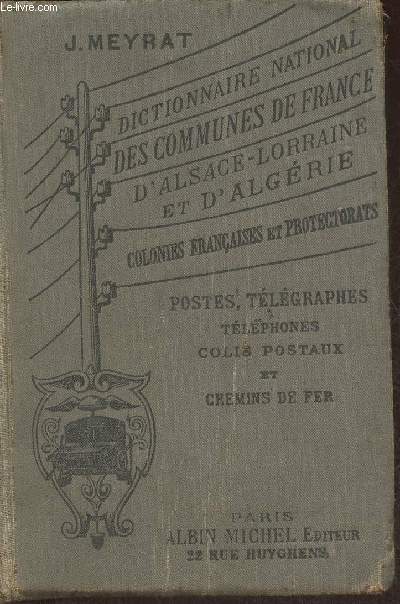 Le-livre.com
J. MEYRAT
DICTIONNAIRE NATIONAL
DES COMMUNES DE FRANCE
D'ALSACE-LORRAINE
ET D'ALGÉRIE
COLONIES FRANÇAISES ET PROTECTORATS
POSTES, TÉLÉGRAPHES
TÉLÉPHONES
COLIS POSTAUX
ET
CHEMINS DE FER
PARIS
ALBIN MICHEL EDITEUR
22 RUE HUYGHENS,